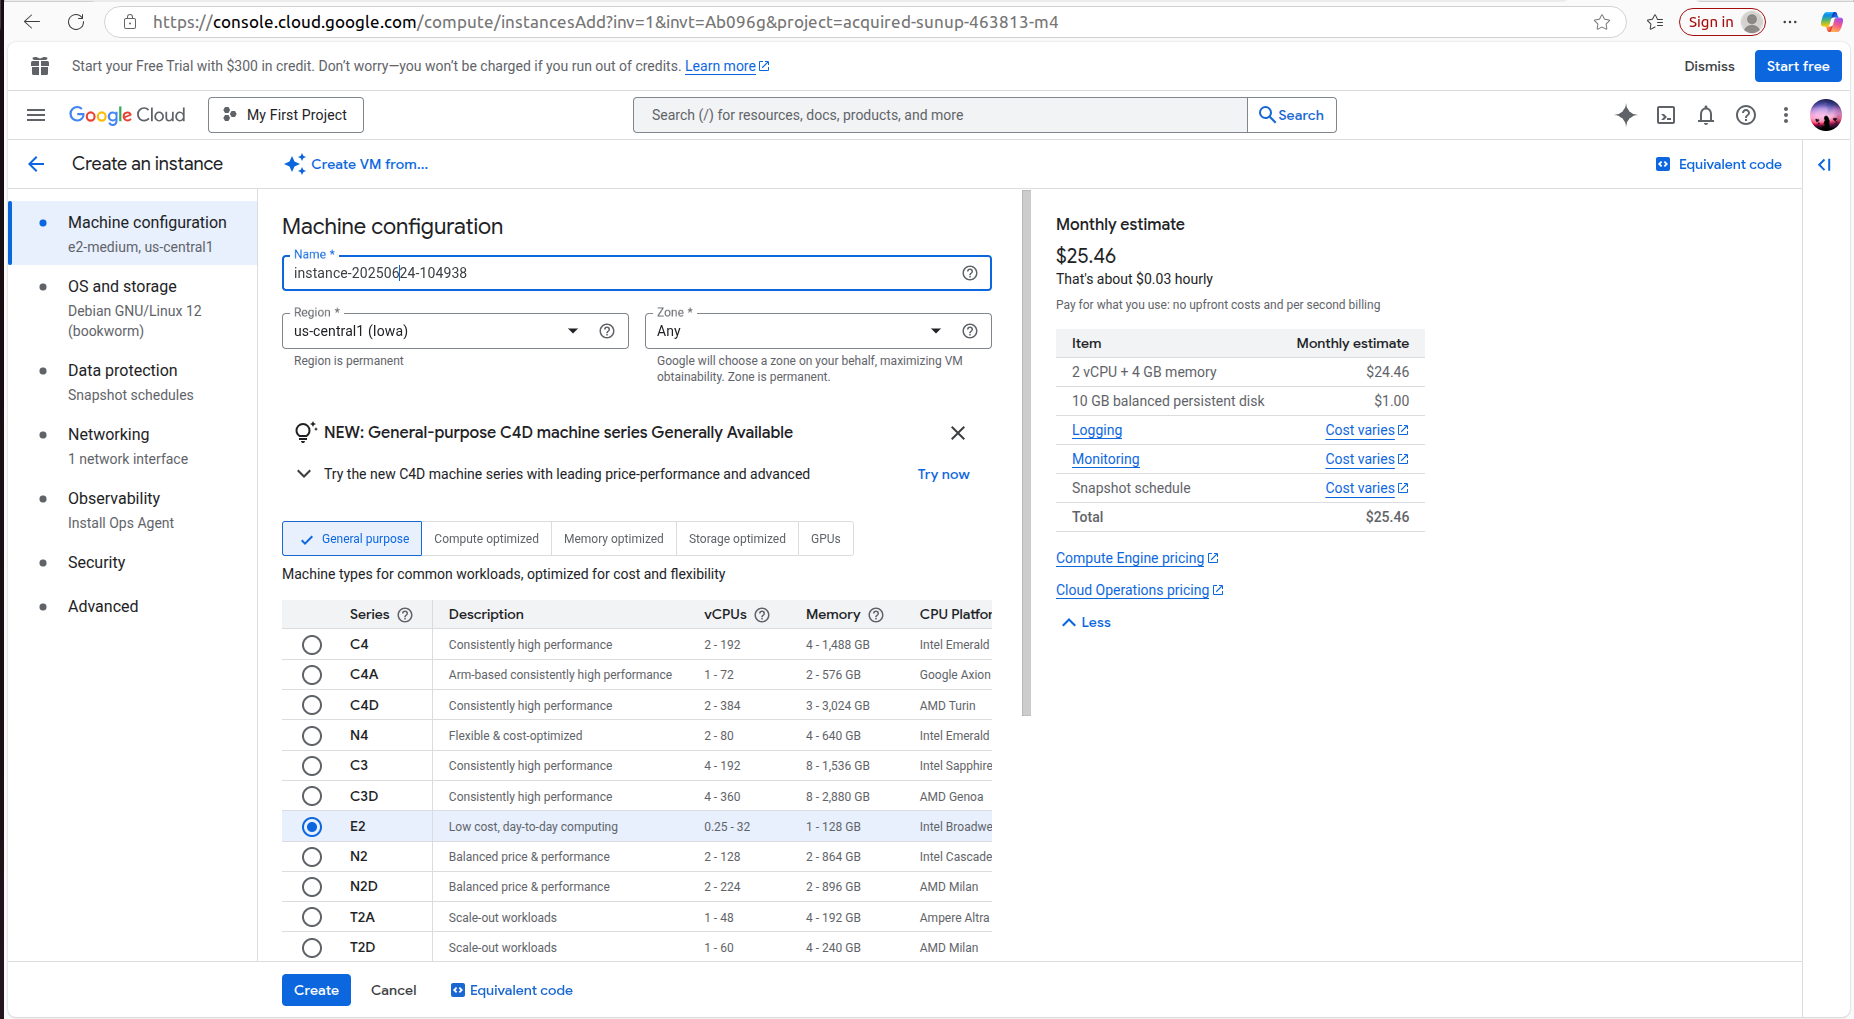 https://console.cloud.google.com/compute/instancesAdd?inv=1&invt=Ab096g&project=acquired-sunup-463813-m4
Sign in
Start your Free Trial with $300 in credit. Don't worry—you won't be charged if you run out of credits. Learn more
Dismiss
Start free
Google Cloud
My First Project
Search (/) for resources, docs, products, and more
Search
Create an instance
Create VM from...
Equivalent code
Machine configuration
e2-medium, us-central1
OS and storage
Debian GNU/Linux 12
(bookworm)
Data protection
Snapshot schedules
Networking
1 network interface
Observability
Install Ops Agent
Security
Advanced
Machine configuration
Name *
instance-20250624-104938
Region *
us-central1 (Iowa)
Region is permanent
Zone *
Any
Google will choose a zone on your behalf, maximizing VM
obtainability. Zone is permanent.
NEW: General-purpose C4D machine series Generally Available
Try the new C4D machine series with leading price-performance and advanced
Try now
General purpose
Compute optimized
Memory optimized
Storage optimized
GPUs
Machine types for common workloads, optimized for cost and flexibility
Series Description vCPUs Memory CPU Platfor
C4 Consistently high performance 2 - 192 4 - 1,488 GB Intel Emerald
C4A Arm-based consistently high performance 1 - 72 2 - 576 GB Google Axion
C4D Consistently high performance 2 - 384 3 - 3,024 GB AMD Turin
N4 Flexible & cost-optimized 2 - 80 4 - 640 GB Intel Emerald
C3 Consistently high performance 4 - 192 8 - 1,536 GB Intel Sapphire
C3D Consistently high performance 4 - 360 8 - 2,880 GB AMD Genoa
E2 Low cost, day-to-day computing 0.25 - 32 1 - 128 GB Intel Broadwe
N2 Balanced price & performance 2 - 128 2 - 864 GB Intel Cascade
N2D Balanced price & performance 2 - 224 2 - 896 GB AMD Milan
T2A Scale-out workloads 1 - 48 4 - 192 GB Ampere Altra
T2D Scale-out workloads 1 - 60 4 - 240 GB AMD Milan
Create
Cancel
Equivalent code
Monthly estimate
$25.46
That's about $0.03 hourly
Pay for what you use: no upfront costs and per second billing
Item Monthly estimate
2 vCPU + 4 GB memory $24.46
10 GB balanced persistent disk $1.00
Logging Cost varies
Monitoring Cost varies
Snapshot schedule Cost varies
Total $25.46
Compute Engine pricing
Cloud Operations pricing
Less